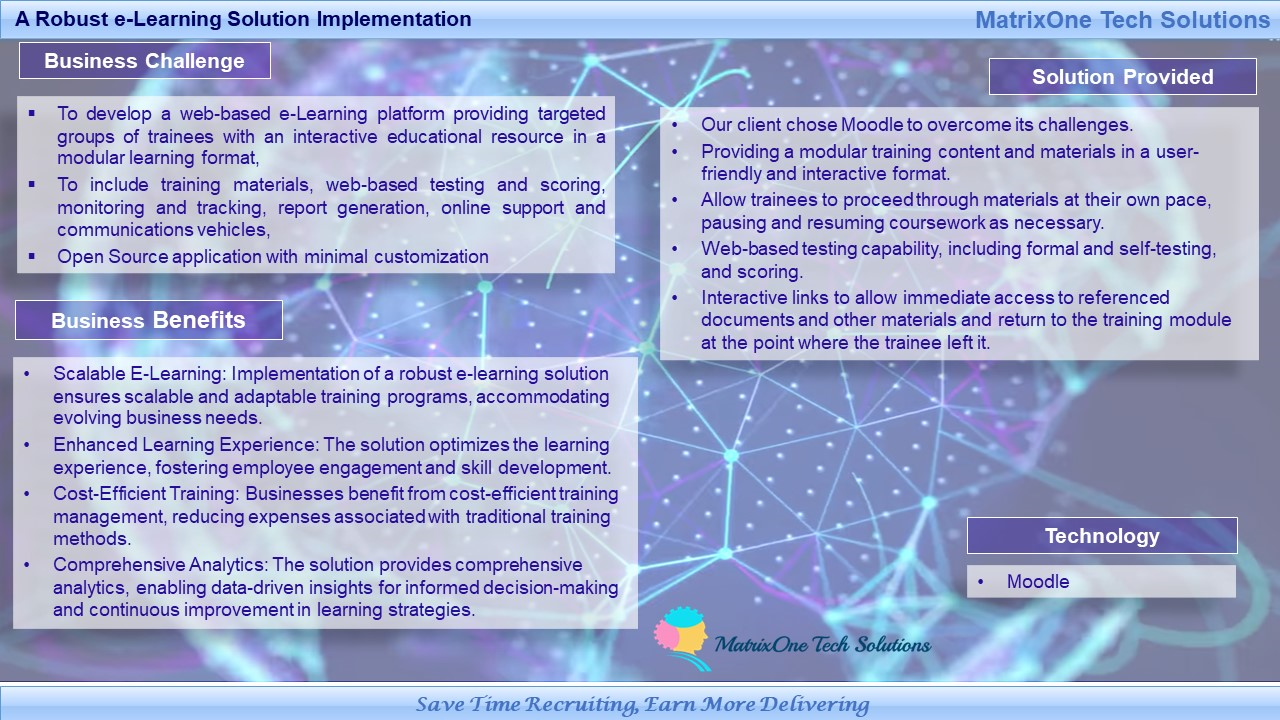 A Robust e-Learning Solution Implementation
MatrixOne Tech Solutions
Business Challenge
▪ To develop a web-based e-Learning platform providing targeted
groups of trainees with an interactive educational resource in a
modular learning format,
▪ To include training materials, web-based testing and scoring,
monitoring and tracking, report generation, online support and
communications vehicles,
▪ Open Source application with minimal customization
Business Benefits
• Scalable E-Learning: Implementation of a robust e-learning solution
ensures scalable and adaptable training programs, accommodating
evolving business needs.
• Enhanced Learning Experience: The solution optimizes the learning
experience, fostering employee engagement and skill development.
• Cost-Efficient Training: Businesses benefit from cost-efficient training
management, reducing expenses associated with traditional training
methods.
• Comprehensive Analytics: The solution provides comprehensive
analytics, enabling data-driven insights for informed decision-making
and continuous improvement in learning strategies.
Solution Provided
• Our client chose Moodle to overcome its challenges.
• Providing a modular training content and materials in a user-
friendly and interactive format.
• Allow trainees to proceed through materials at their own pace,
pausing and resuming coursework as necessary.
• Web-based testing capability, including formal and self-testing,
and scoring.
• Interactive links to allow immediate access to referenced
documents and other materials and return to the training module
at the point where the trainee left it.
Technology
• Moodle
MatrixOne Tech Solutions
Save Time Recruiting, Earn More Delivering